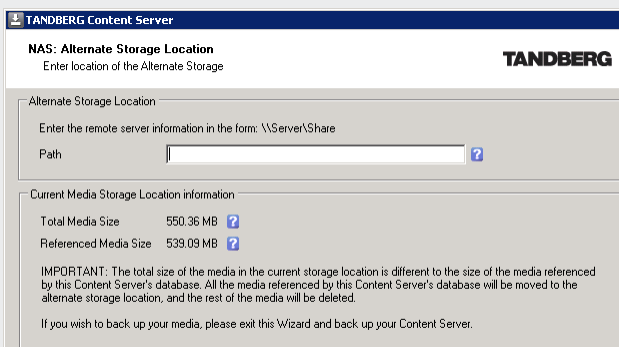 TANDBERG Content Server
NAS: Alternate Storage Location
Enter location of the Alternate Storage
TANDBERG
Alternate Storage Location
Enter the remote server information in the form: \\Server\Share
Path
?
Current Media Storage Location information
Total Media Size 550.36 MB ?
Referenced Media Size 539.09 MB ?
IMPORTANT: The total size of the media in the current storage location is different to the size of the media referenced
by this Content Server's database. All the media referenced by this Content Server's database will be moved to the
alternate storage location, and the rest of the media will be deleted.
If you wish to back up your media, please exit this Wizard and back up your Content Server.